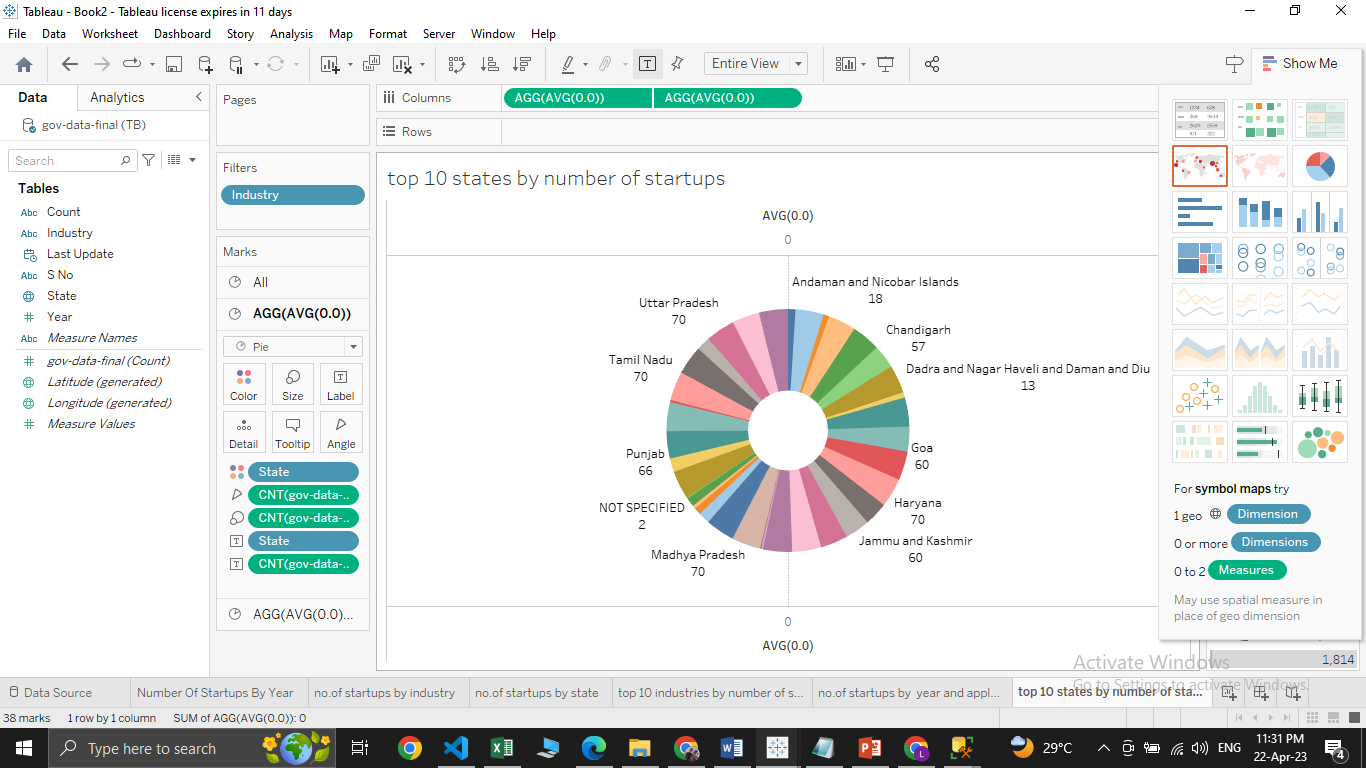 Tableau - Book2 - Tableau license expires in 11 days
File Data Worksheet Dashboard Story Analysis Map Format Server Window Help
Entire View
Show Me
Data Analytics
gov-data-final (TB)
Search
Tables
Abc Count
Abc Industry
Last Update
Abc S No
State
Year
Abc Measure Names
gov-data-final (Count)
Latitude (generated)
Longitude (generated)
Measure Values
Pages
Filters
Industry
Marks
All
AGG(AVG(0.0))
Pie
Color Size Label
Detail Tooltip Angle
State
CNT(gov-data-..
CNT(gov-data-..
State
CNT(gov-data-..
AGG(AVG(0.0)...
Columns AGG(AVG(0.0)) AGG(AVG(0.0))
Rows
top 10 states by number of startups
AVG(0.0)
0
Andaman and Nicobar Islands
18
Uttar Pradesh
70
Chandigarh
57
Tamil Nadu
70
Dadra and Nagar Haveli and Daman and Diu
13
Punjab
66
Goa
60
NOT SPECIFIED
2
Haryana
70
Madhya Pradesh
70
Jammu and Kashmir
60
0
AVG(0.0)
For symbol maps try
1 geo Dimension
0 or more Dimensions
0 to 2 Measures
May use spatial measure in
place of geo dimension
1,814
Activate Windows
Go to Settings to activate Windows.
Data Source Number Of Startups By Year no.of startups by industry no.of startups by state top 10 industries by number of s... no.of startups by year and appl... top 10 states by number of sta...
38 marks 1 row by 1 column SUM of AGG(AVG(0.0)): 0
Type here to search
29°C ENG 11:31 PM
22-Apr-23
4